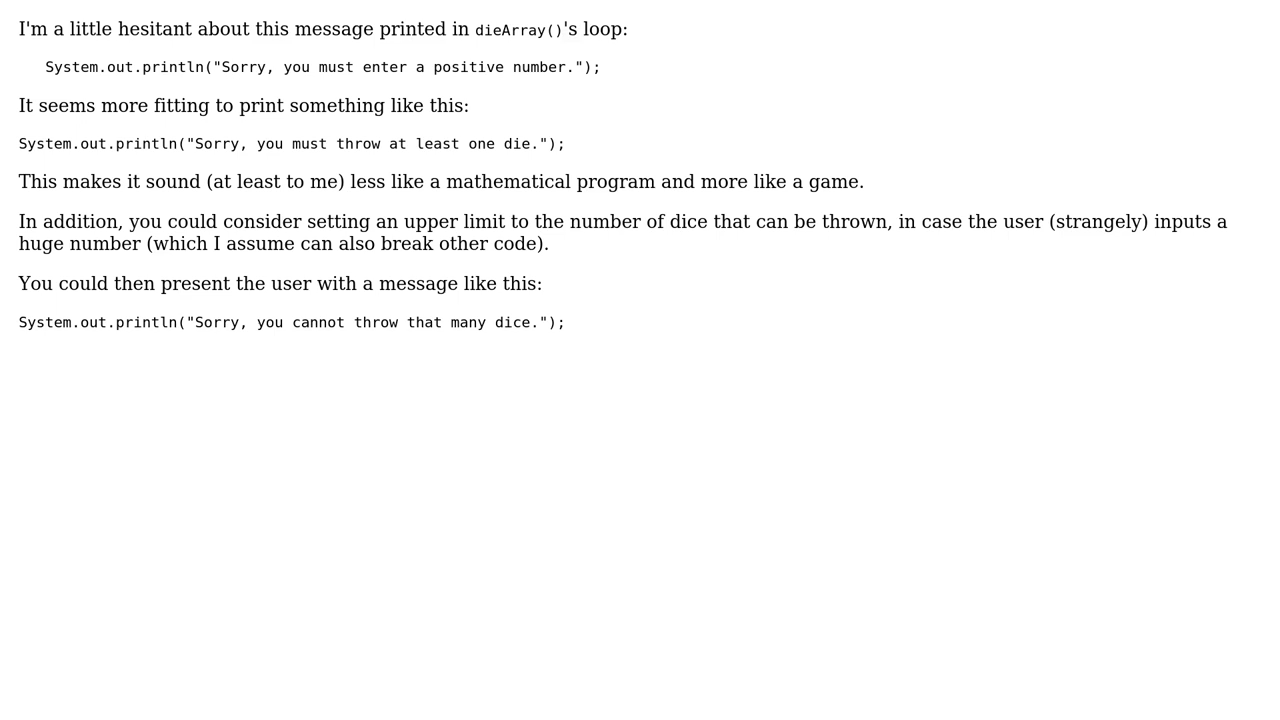 I'm a little hesitant about this message printed in dieArray()'s loop:
System.out.println("Sorry, you must enter a positive number.");
It seems more fitting to print something like this:
System.out.println("Sorry, you must throw at least one die.");
This makes it sound (at least to me) less like a mathematical program and more like a game.
In addition, you could consider setting an upper limit to the number of dice that can be thrown, in case the user (strangely) inputs a
huge number (which I assume can also break other code).
You could then present the user with a message like this:
System.out.println("Sorry, you cannot throw that many dice.");